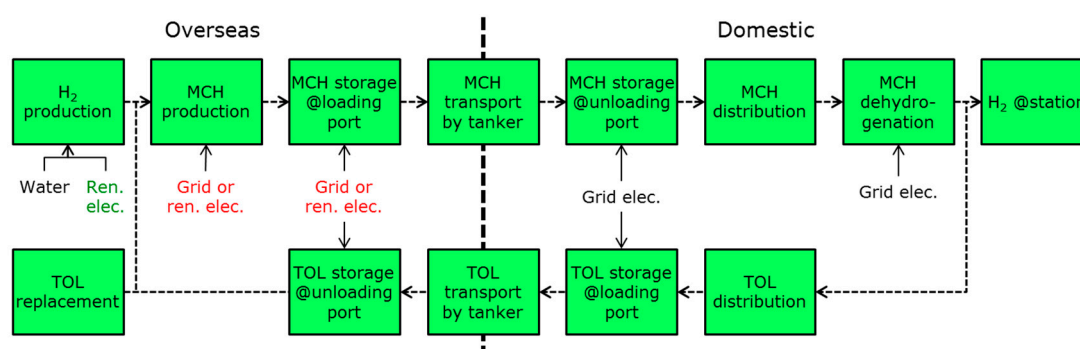 Overseas
Domestic
H₂
production
MCH
production
MCH storage
@loading
port
MCH
transport
by tanker
MCH storage
@unloading
port
MCH
distribution
MCH
dehydro-
genation
H₂ @station
Water
Ren.
elec.
Grid or
ren. elec.
Grid or
ren. elec.
Grid elec.
Grid elec.
TOL
replacement
TOL storage
@unloading
port
TOL
transport
by tanker
TOL storage
@loading
port
TOL
distribution